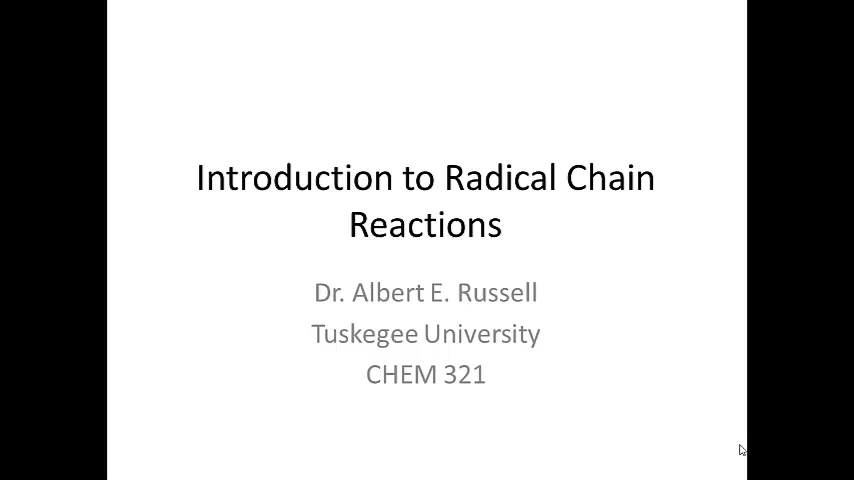 Introduction to Radical Chain
Reactions
Dr. Albert E. Russell
Tuskegee University
CHEM 321